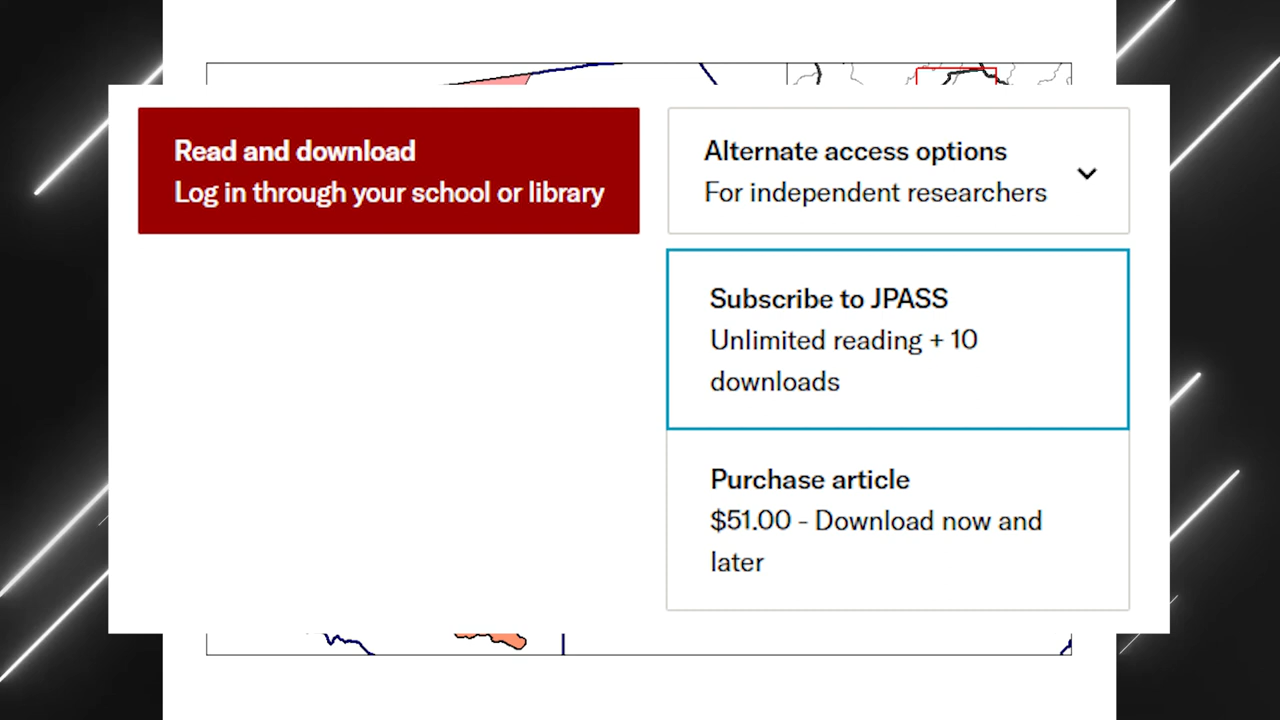 Read and download
Log in through your school or library
Alternate access options
For independent researchers
Subscribe to JPASS
Unlimited reading + 10
downloads
Purchase article
$51.00 - Download now and
later